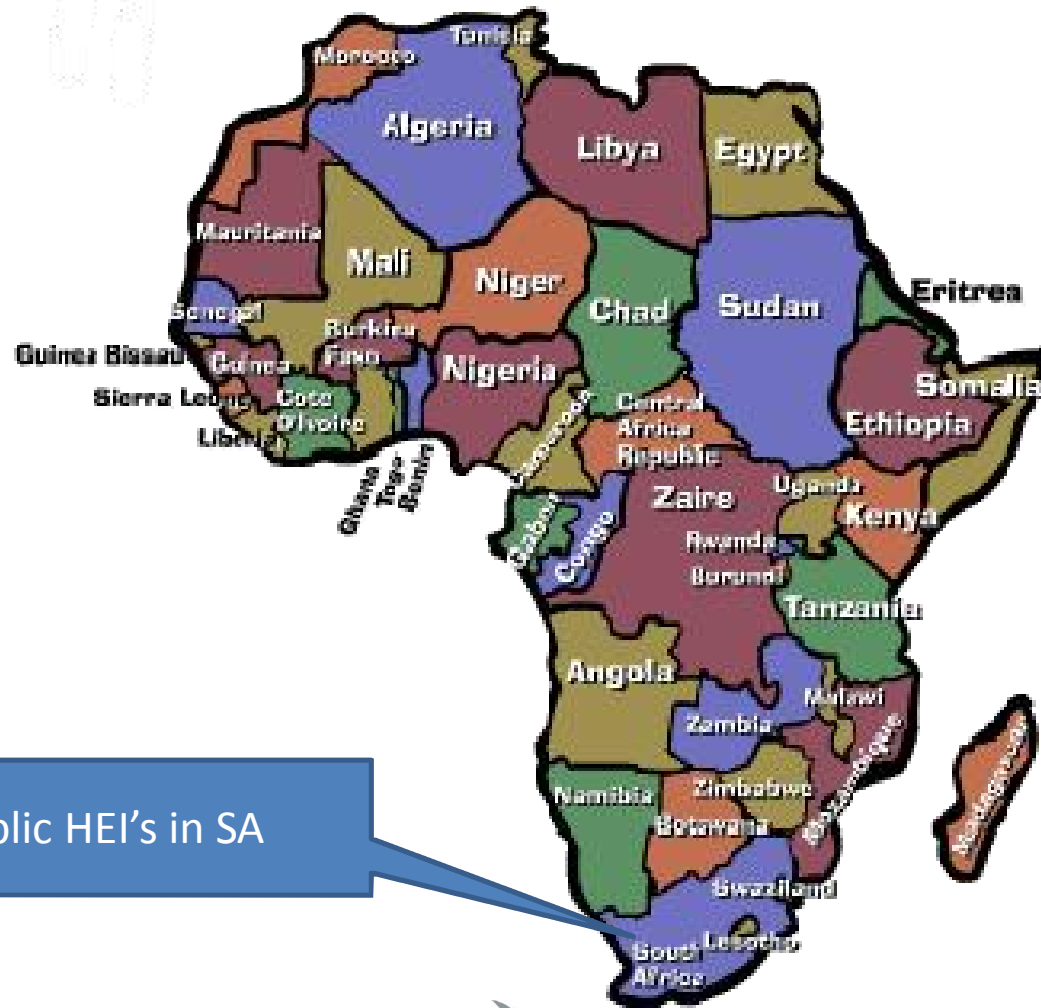 Tunisia
Morocco
Algeria
Libya
Egypt
Mauritania
Mali
Niger
Chad
Sudan
Eritrea
Senegal
Burkina
Faso
Guinea Bissau
Guinea
Nigeria
Somalia
Sierra Leone
Cote
D'Ivoire
Central
Africa
Republic
Ethiopia
Liberia
Cameroon
Ghana
Togo
Benin
Zaire
Uganda
Kenya
Gabon
Congo
Rwanda
Burundi
Tanzania
Angola
Malawi
Zambia
Mozambique
Madagascar
Namibia
Zimbabwe
Botswana
HEI's in SA
Swaziland
South
Africa
Lesotho